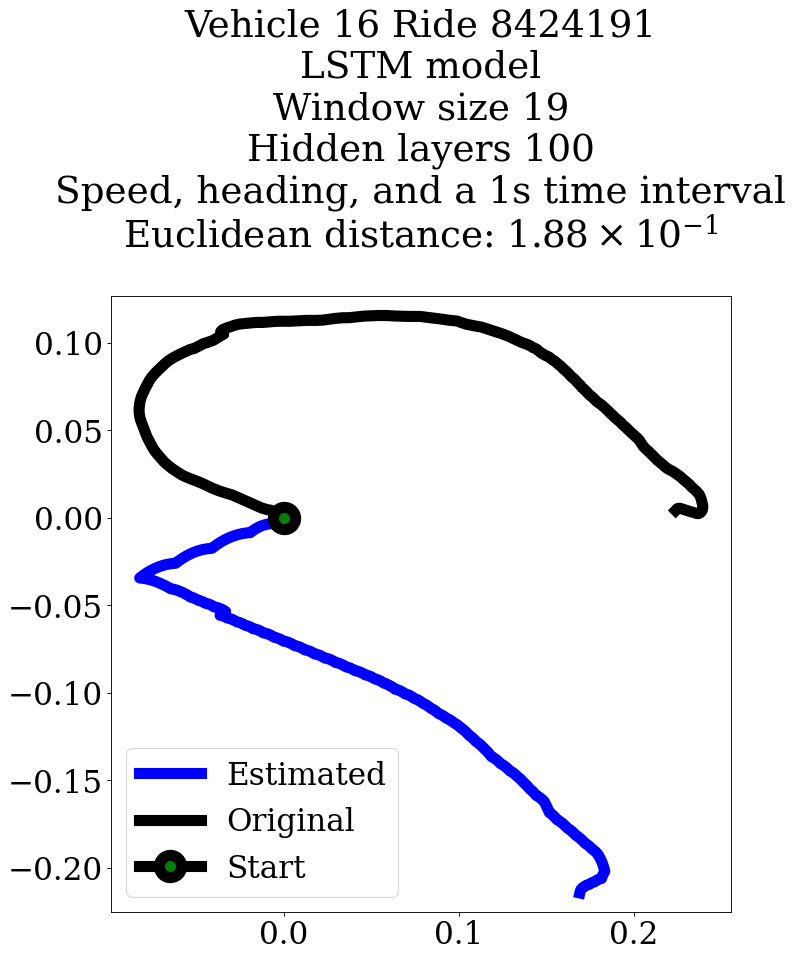 Vehicle 16 Ride 8424191
LSTM model
Window size 19
Hidden layers 100
Speed, heading, and a 1s time interval
Euclidean distance: 1.88 × 10⁻¹
0.10
0.05
0.00
−0.05
−0.10
−0.15
−0.20
Estimated
Original
Start
0.0 0.1 0.2